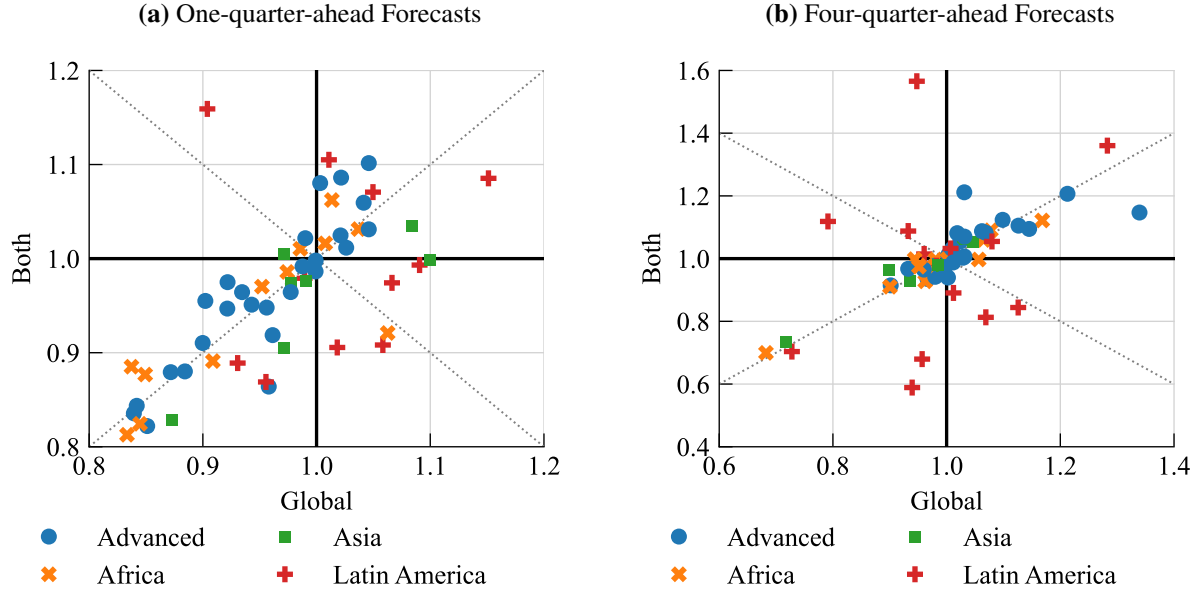 (a) One-quarter-ahead Forecasts
1.2
1.1
1.0
0.9
0.8
Both
0.8 0.9 1.0 1.1 1.2
Global
Advanced Asia
Africa Latin America
(b) Four-quarter-ahead Forecasts
1.6
1.4
1.2
1.0
0.8
0.6
0.4
Both
0.6 0.8 1.0 1.2 1.4
Global
Advanced Asia
Africa Latin America